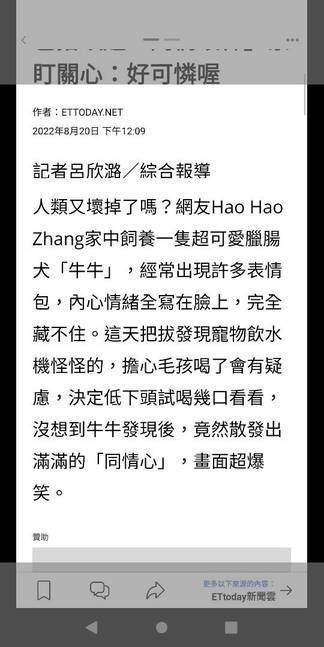 盯關心：好可憐喔
作者：ETTODAY.NET
2022年8月20日 下午12:09
記者呂欣潞／綜合報導
人類又壞掉了嗎？網友Hao Hao
Zhang家中飼養一隻超可愛臘腸
犬「牛牛」，經常出現許多表情
包，內心情緒全寫在臉上，完全
藏不住。這天把拔發現寵物飲水
機怪怪的，擔心毛孩喝了會有疑
慮，決定低下頭試喝幾口看看，
沒想到牛牛發現後，竟然散發出
滿滿的「同情心」，畫面超爆
笑。
贊助
更多以下來源的內容：
ETtoday新聞雲